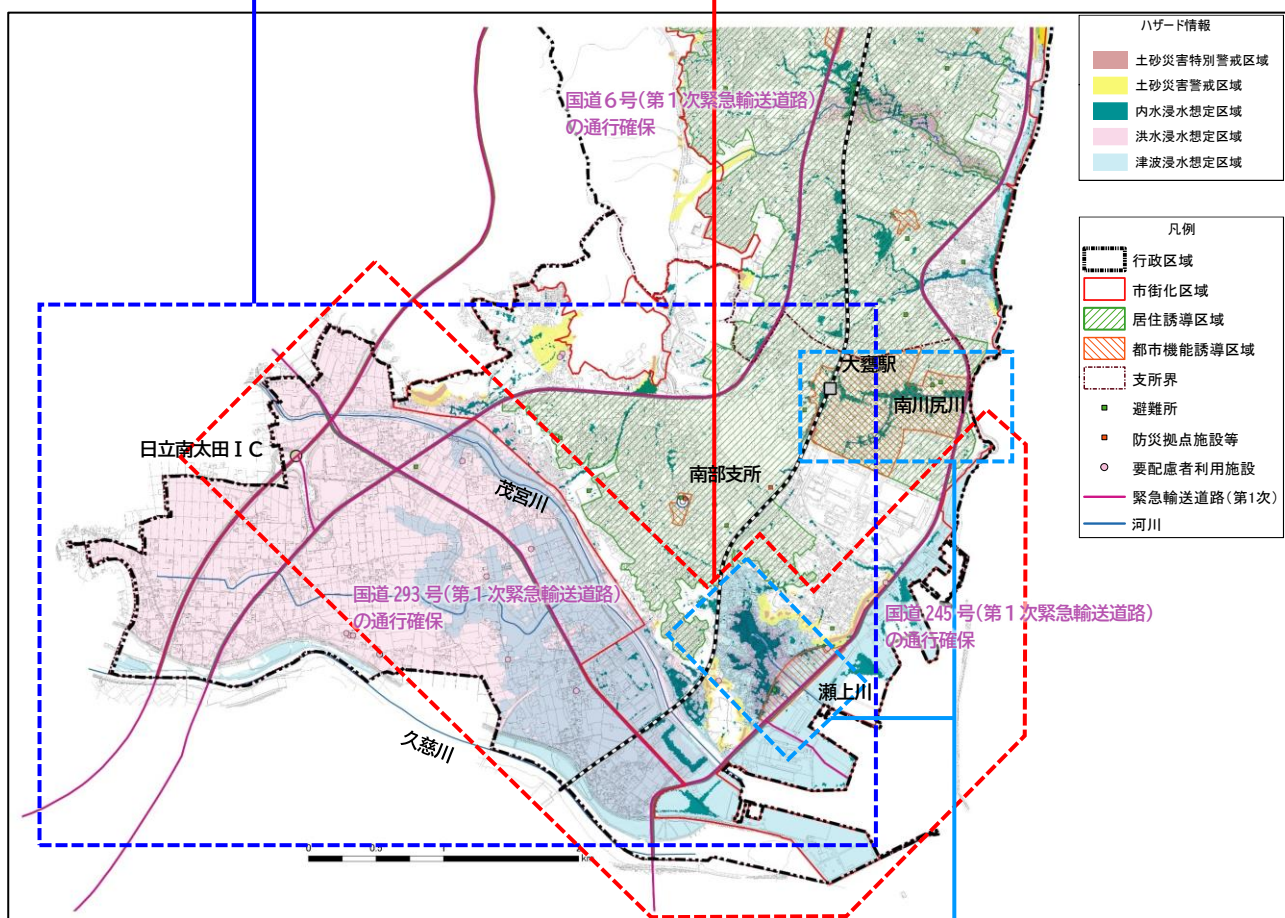 ハザード情報
土砂災害特別警戒区域
土砂災害警戒区域
内水浸水想定区域
洪水浸水想定区域
津波浸水想定区域
凡例
行政区域
市街化区域
居住誘導区域
都市機能誘導区域
支所界
避難所
防災拠点施設等
要配慮者利用施設
緊急輸送道路(第1次)
河川
国道6号(第1次緊急輸送道路)
の通行確保
大甕駅
南川尻川
日立南太田IC
南部支所
茂宮川
国道293号(第1次緊急輸送道路)
の通行確保
国道245号(第1次緊急輸送道路)
の通行確保
瀬上川
久慈川
0 0.5 1 2
km